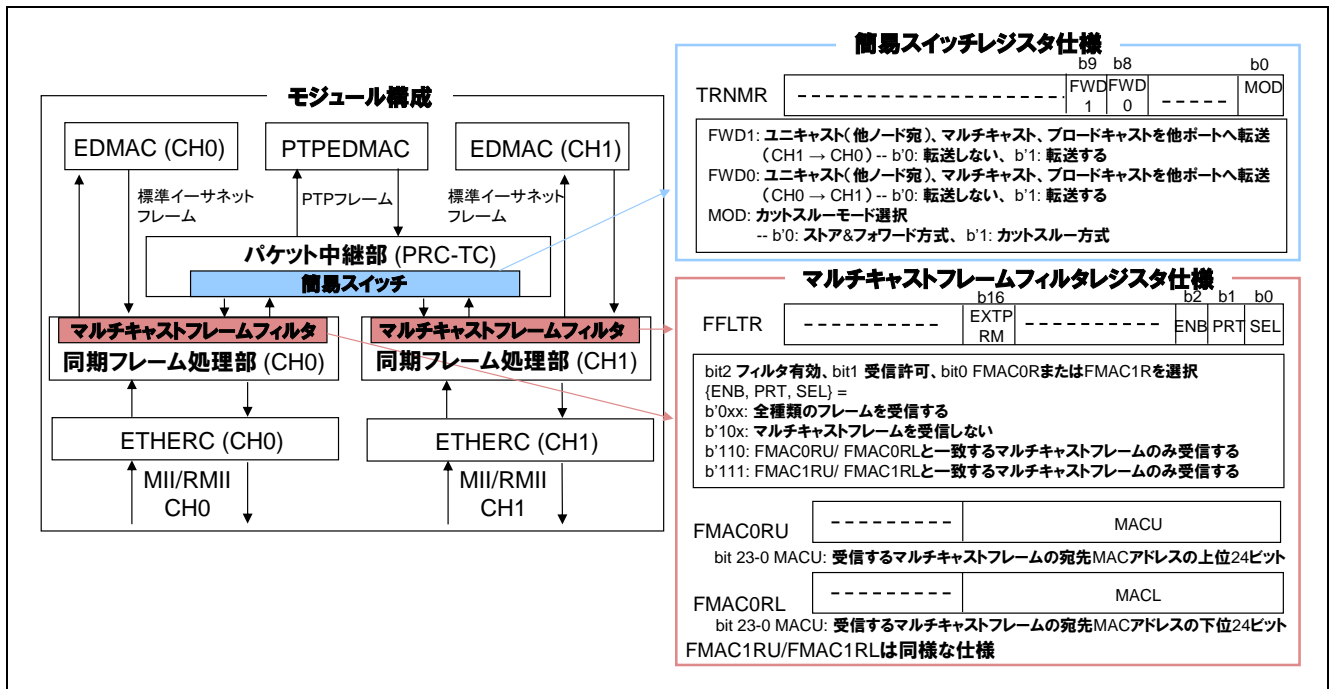 モジュール構成
EDMAC (CH0)
PTPEDMAC
EDMAC (CH1)
標準イーサネット
フレーム
PTPフレーム
標準イーサネット
フレーム
パケット中継部 (PRC-TC)
簡易スイッチ
マルチキャストフレームフィルタ
同期フレーム処理部 (CH0)
マルチキャストフレームフィルタ
同期フレーム処理部 (CH1)
ETHERC (CH0)
ETHERC (CH1)
MII/RMII
CH0
MII/RMII
CH1
簡易スイッチレジスタ仕様
b9 b8 b0
TRNMR
FWD
1
FWD
0
MOD
FWD1: ユニキャスト(他ノード宛)、マルチキャスト、ブロードキャストを他ポートへ転送
(CH1 → CH0) -- b'0: 転送しない、b'1: 転送する
FWD0: ユニキャスト(他ノード宛)、マルチキャスト、ブロードキャストを他ポートへ転送
(CH0 → CH1) -- b'0: 転送しない、b'1: 転送する
MOD: カットスルーモード選択
-- b'0: ストア&フォワード方式、b'1: カットスルー方式
マルチキャストフレームフィルタレジスタ仕様
b16 b2 b1 b0
FFLTR
EXTP
RM
ENB PRT SEL
bit2 フィルタ有効、bit1 受信許可、bit0 FMAC0RまたはFMAC1Rを選択
{ENB, PRT, SEL} =
b'0xx: 全種類のフレームを受信する
b'10x: マルチキャストフレームを受信しない
b'110: FMAC0RU/ FMAC0RLと一致するマルチキャストフレームのみ受信する
b'111: FMAC1RU/ FMAC1RLと一致するマルチキャストフレームのみ受信する
FMAC0RU
MACU
bit 23-0 MACU: 受信するマルチキャストフレームの宛先MACアドレスの上位24ビット
FMAC0RL
MACL
bit 23-0 MACU: 受信するマルチキャストフレームの宛先MACアドレスの下位24ビット
FMAC1RU/FMAC1RLは同様な仕様